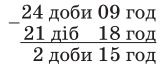 − 24 доби 09 год
21 діб 18 год
2 доби 15 год